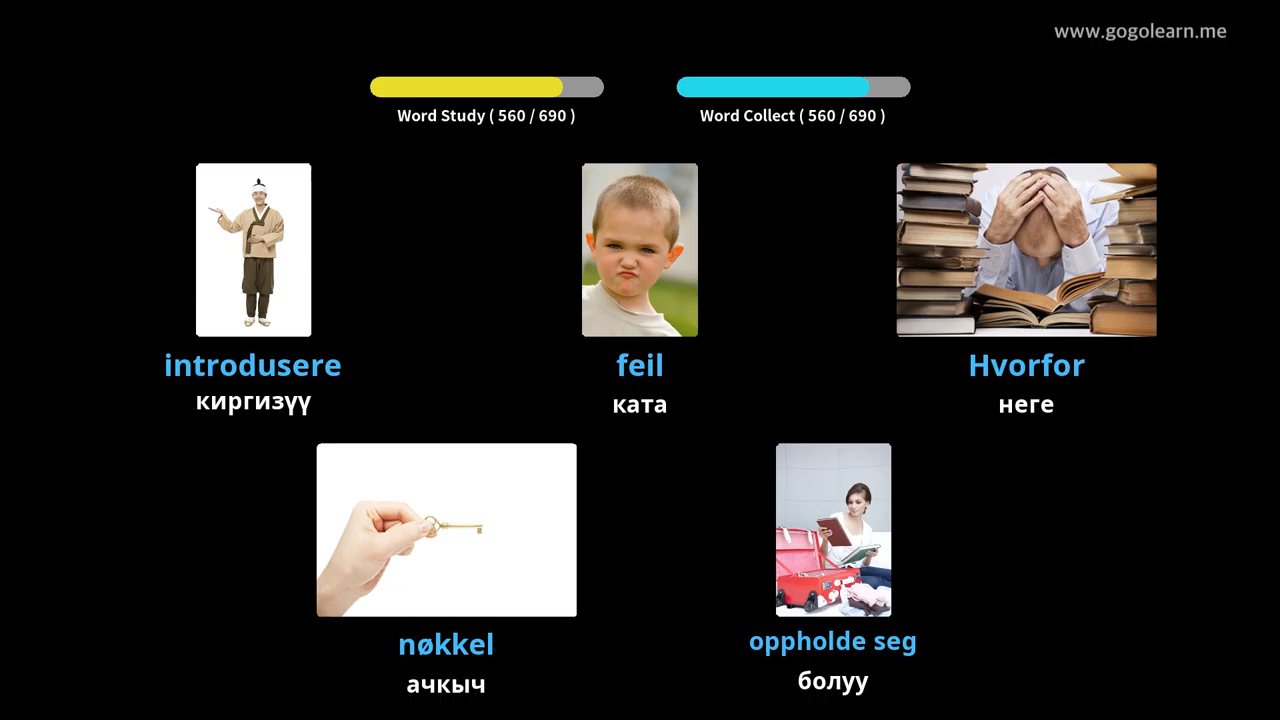 www.gogolearn.me
Word Study ( 560 / 690 )
Word Collect ( 560 / 690 )
introdusere
киргизүү
feil
ката
Hvorfor
неге
nøkkel
ачкыч
oppholde seg
болуу